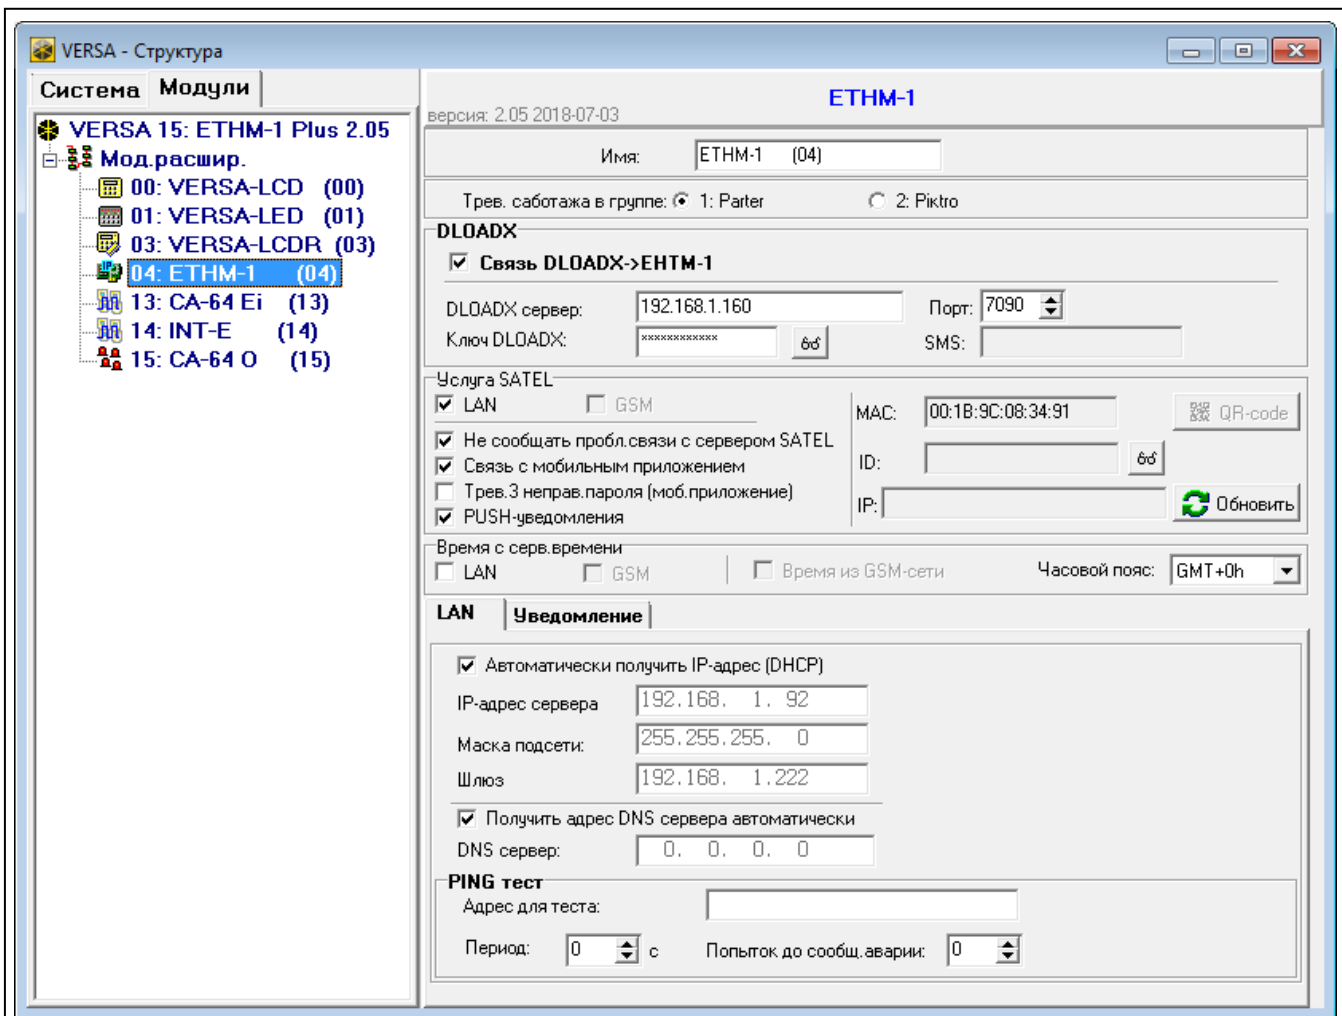 VERSA - Структура
Система Модули
VERSA 15: ETHM-1 Plus 2.05
Мод.расшир.
00: VERSA-LCD (00)
01: VERSA-LED (01)
03: VERSA-LCDR (03)
04: ETHM-1 (04)
13: CA-64 Ei (13)
14: INT-E (14)
15: CA-64 O (15)
ETHM-1
версия: 2.05 2018-07-03
Имя: ETHM-1 (04)
Трев. саботажа в группе: 1: Parter 2: Piktro
DLOADX
Связь DLOADX->EHTM-1
DLOADX сервер: 192.168.1.160 Порт: 7090
Ключ DLOADX: xxxxxxxxxxxx SMS:
Услуга SATEL
LAN GSM
Не сообщать пробл.связи с сервером SATEL
Связь с мобильным приложением
Трев.3 неправ.пароля (моб.приложение)
PUSH-уведомления
MAC: 00:1B:9C:08:34:91 QR-code
ID:
IP: Обновить
Время с серв.времени
LAN GSM Время из GSM-сети Часовой пояс: GMT+0h
LAN Уведомление
Автоматически получить IP-адрес (DHCP)
IP-адрес сервера 192.168. 1. 92
Маска подсети: 255.255.255. 0
Шлюз 192.168. 1.222
Получить адрес DNS сервера автоматически
DNS сервер: 0. 0. 0. 0
PING тест
Адрес для теста:
Период: 0 с Попыток до сообщ.аварии: 0